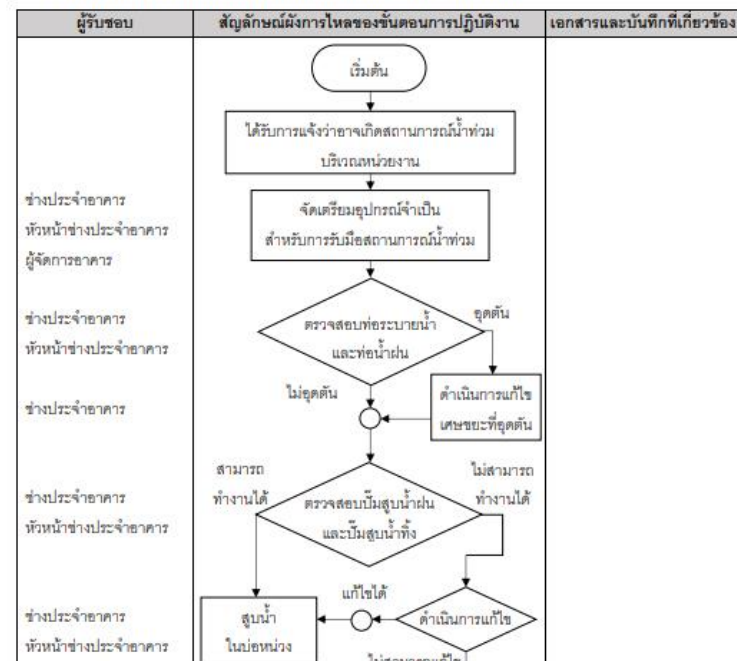 ผู้รับชอบ
สัญลักษณ์ผังการไหลของขั้นตอนการปฏิบัติงาน
เอกสารและบันทึกที่เกี่ยวข้อง
เริ่มต้น
ได้รับการแจ้งว่าอาจเกิดสถานการณ์น้ำท่วม
บริเวณหน่วยงาน
ช่างประจำอาคาร
หัวหน้าช่างประจำอาคาร
ผู้จัดการอาคาร
จัดเตรียมอุปกรณ์จำเป็น
สำหรับการรับมือสถานการณ์น้ำท่วม
ช่างประจำอาคาร
หัวหน้าช่างประจำอาคาร
ตรวจสอบท่อระบายน้ำ
และท่อน้ำฝน
อุดตัน
ไม่อุดตัน
ช่างประจำอาคาร
ดำเนินการแก้ไข
เศษขยะที่อุดตัน
สามารถ
ทำงานได้
ไม่สามารถ
ทำงานได้
ช่างประจำอาคาร
หัวหน้าช่างประจำอาคาร
ตรวจสอบปั๊มสูบน้ำฝน
และปั๊มสูบน้ำทิ้ง
แก้ไขได้
ช่างประจำอาคาร
หัวหน้าช่างประจำอาคาร
สูบน้ำ
ในบ่อหน่วง
ดำเนินการแก้ไข
ไม่สามารถแก้ไข